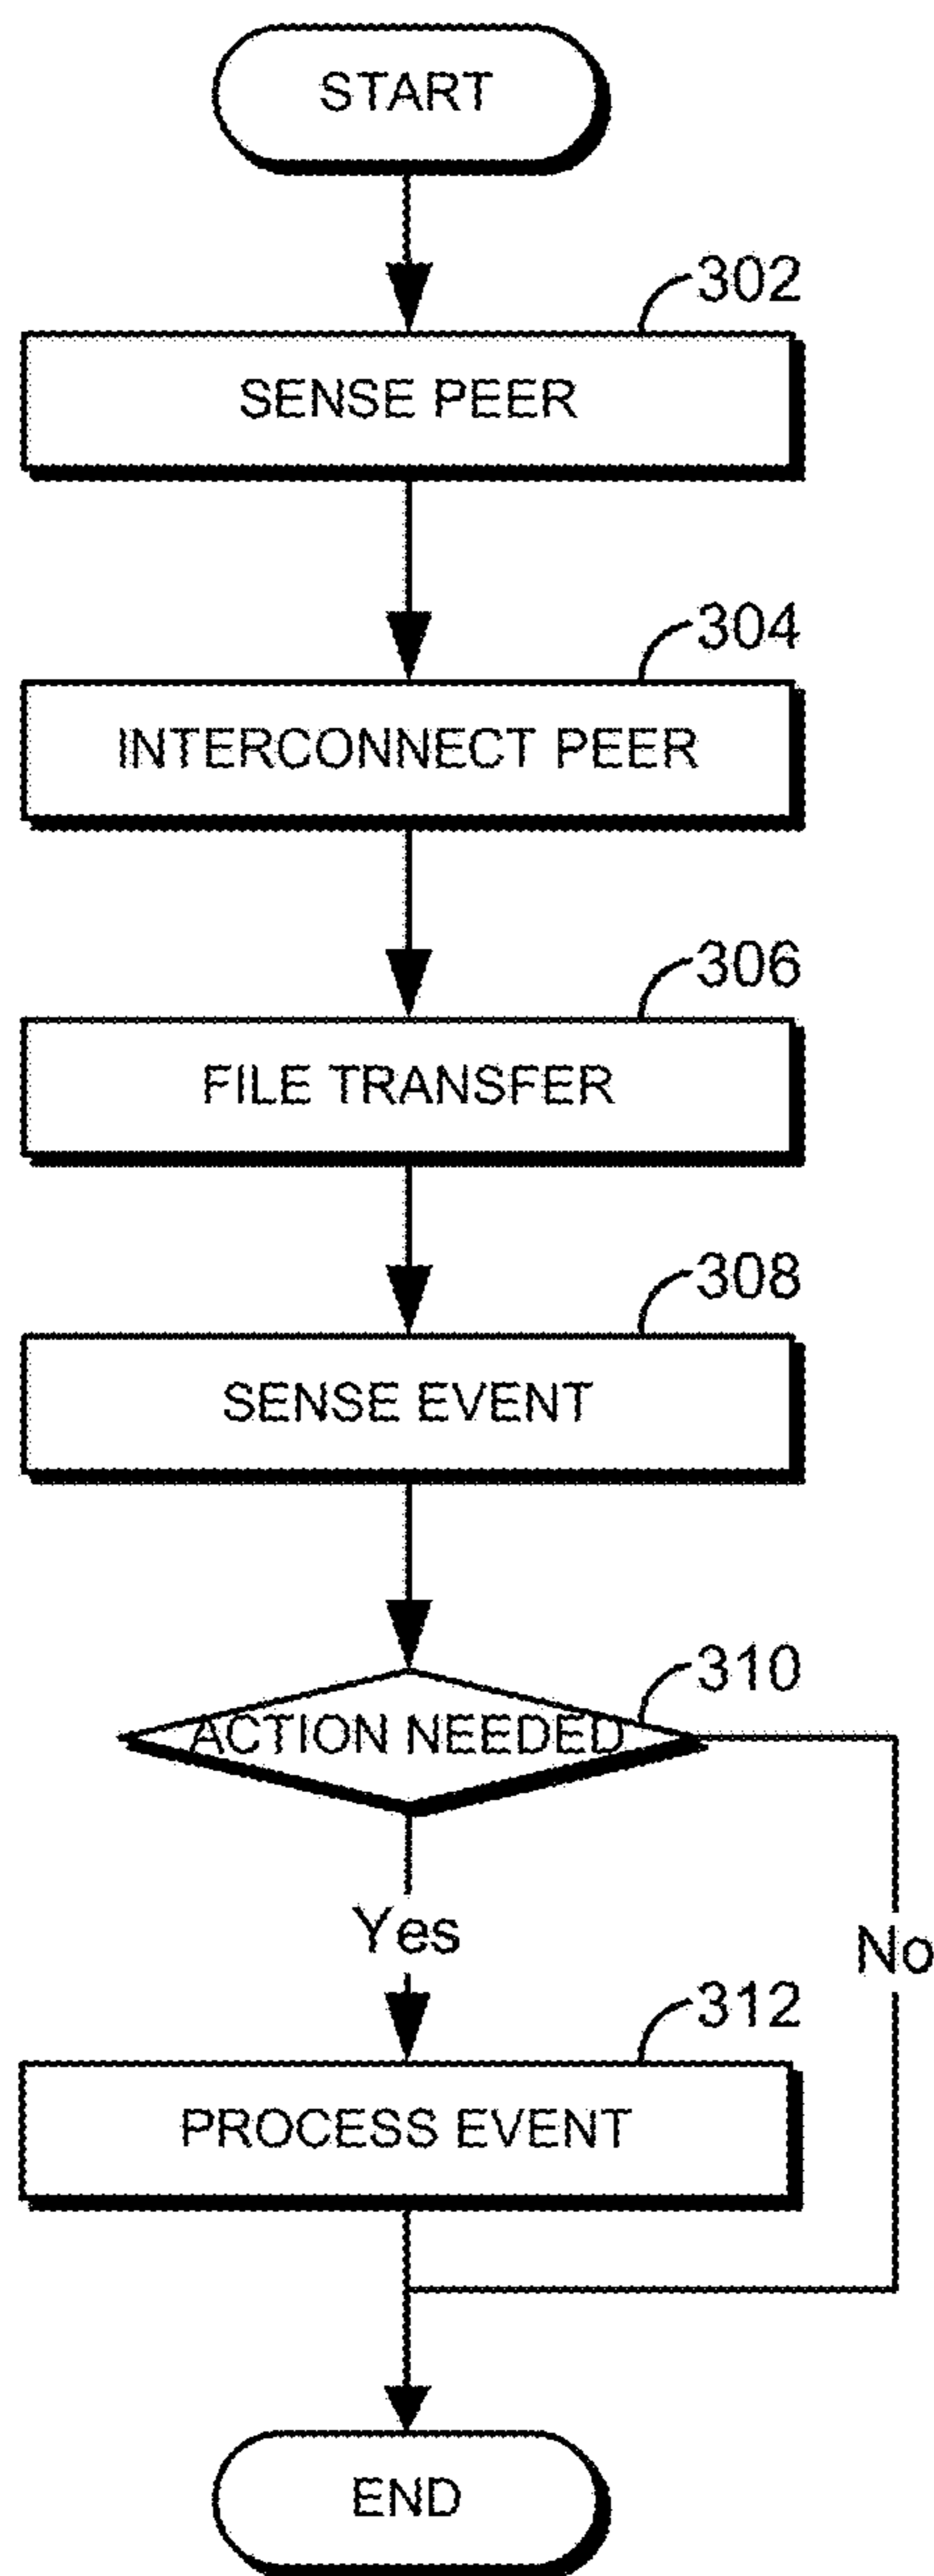 START
302
SENSE PEER
304
INTERCONNECT PEER
306
FILE TRANSFER
308
SENSE EVENT
310
ACTION NEEDED
Yes
No
312
PROCESS EVENT
END